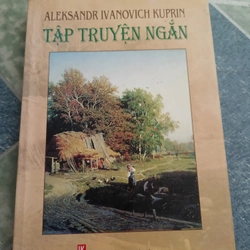 ALEKSANDR IVANOVICH KUPRIN
TẬP TRUYỆN NGẮN